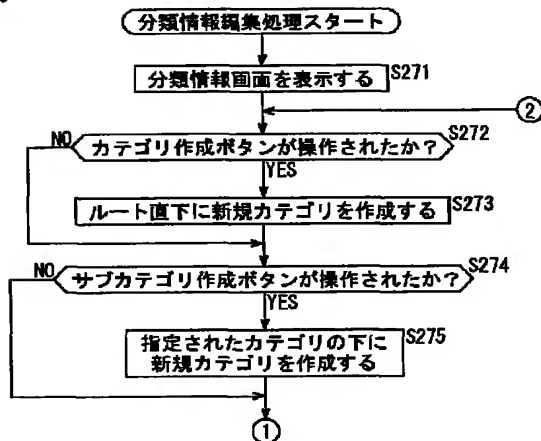 分類情報編集処理スタート
分類情報画面を表示する S271
②
NO カテゴリ作成ボタンが操作されたか? S272
YES
ルート直下に新規カテゴリを作成する S273
NO サブカテゴリ作成ボタンが操作されたか? S274
YES
指定されたカテゴリの下に S275
新規カテゴリを作成する
①